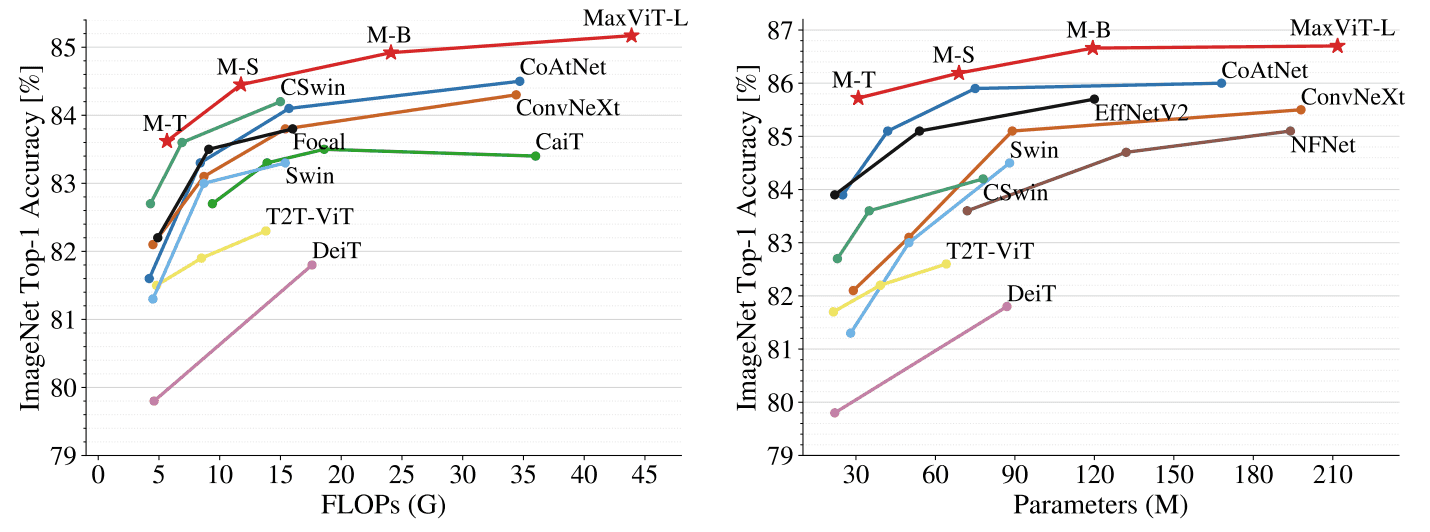 MaxViT-L
M-B
M-S
M-T
CoAtNet
CSwin
ConvNeXt
Focal
CaiT
Swin
T2T-ViT
DeiT
ImageNet Top-1 Accuracy [%]
85
84
83
82
81
80
79
0 5 10 15 20 25 30 35 40 45
FLOPs (G)
MaxViT-L
M-B
M-S
M-T
CoAtNet
ConvNeXt
EffNetV2
NFNet
Swin
CSwin
T2T-ViT
DeiT
ImageNet Top-1 Accuracy [%]
87
86
85
84
83
82
81
80
79
30 60 90 120 150 180 210
Parameters (M)